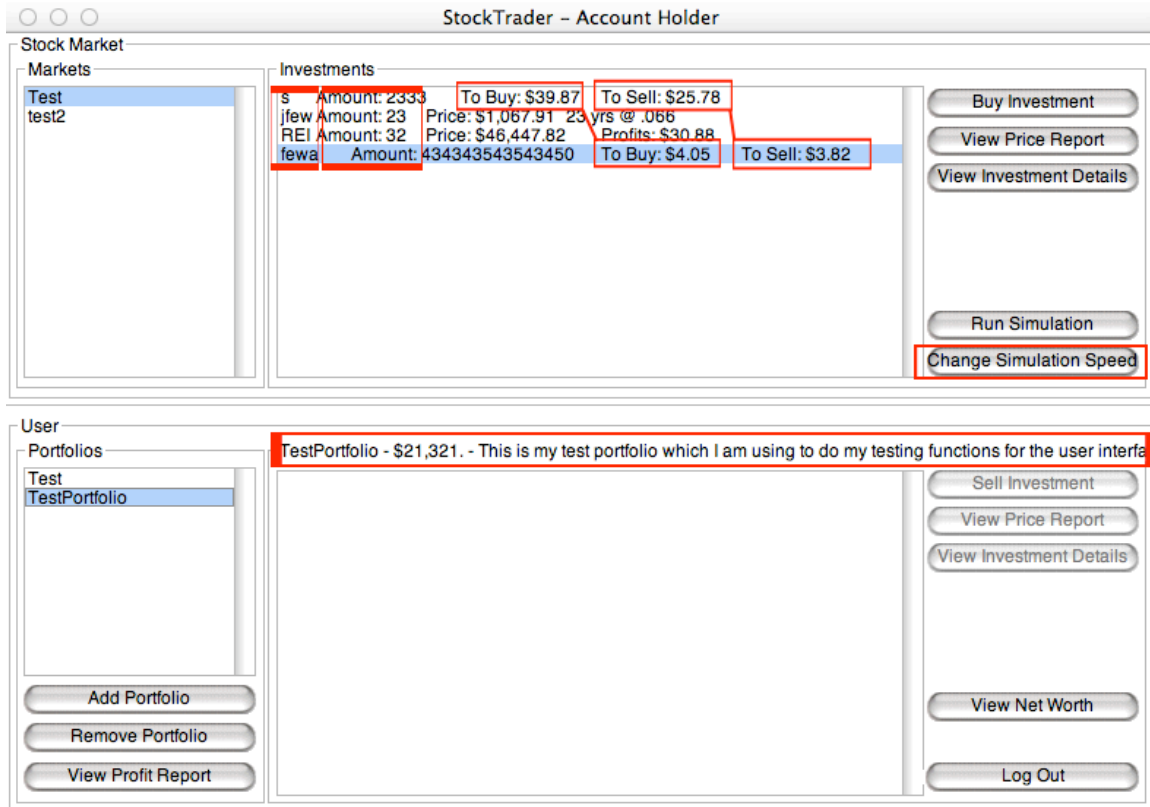 StockTrader – Account Holder
Stock Market
Markets
Test
test2
Investments
s Amount: 2333 To Buy: $39.87 To Sell: $25.78
jfew Amount: 23 Price: $1,067.91 23 yrs @ .066
REI Amount: 32 Price: $46,447.82 Profits: $30.88
fewa Amount: 434343543543450 To Buy: $4.05 To Sell: $3.82
Buy Investment
View Price Report
View Investment Details
Run Simulation
Change Simulation Speed
User
Portfolios
Test
TestPortfolio
Add Portfolio
Remove Portfolio
View Profit Report
TestPortfolio - $21,321. - This is my test portfolio which I am using to do my testing functions for the user interfa
Sell Investment
View Price Report
View Investment Details
View Net Worth
Log Out